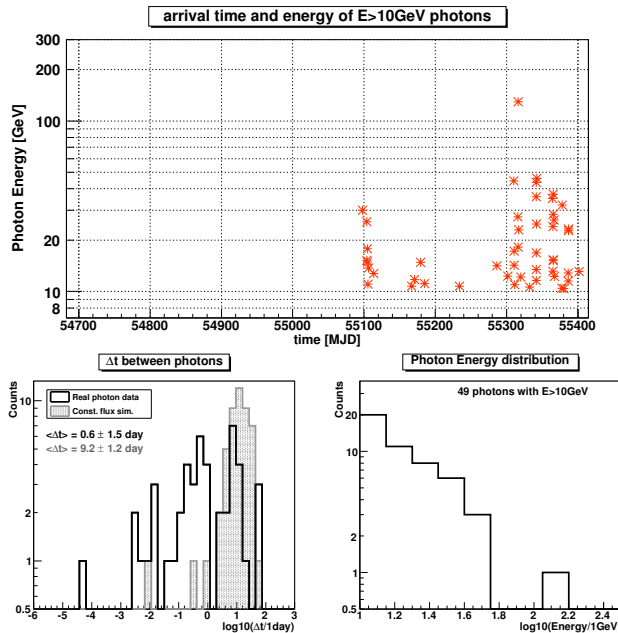 arrival time and energy of E>10GeV photons
Photon Energy [GeV]
300
200
100
20
10
8
54700 54800 54900 55000 55100 55200 55300 55400
time [MJD]
Δt between photons
Counts
Real photon data
Const. flux sim.
<Δt> = 0.6 ± 1.5 day
<Δt> = 9.2 ± 1.2 day
10
2
1
0.5
-6 -5 -4 -3 -2 -1 0 1 2 3
log10(Δt/1day)
Photon Energy distribution
Counts
49 photons with E>10GeV
10
2
1
0.5
1 1.2 1.4 1.6 1.8 2 2.2 2.4
log10(Energy/1GeV